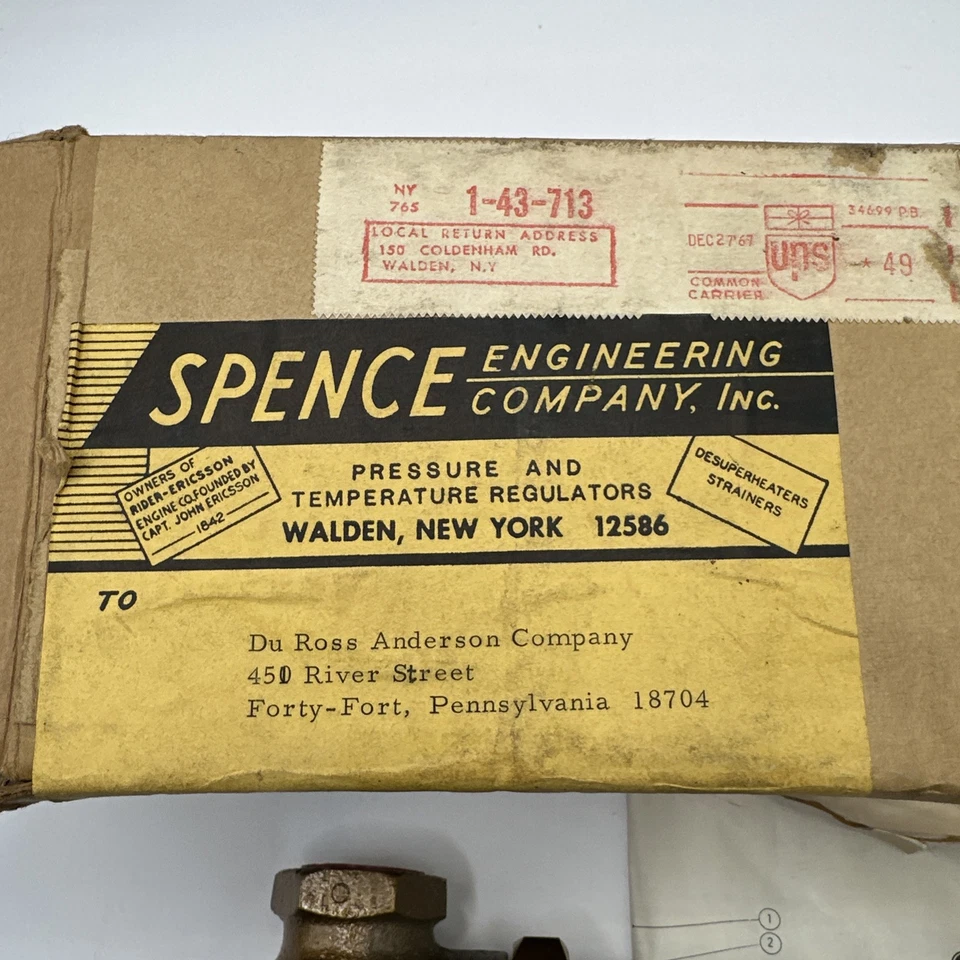 NY
765
1-43-713
LOCAL RETURN ADDRESS
150 COLDENHAM RD.
WALDEN, N.Y
DEC 27'67
COMMON
CARRIER
ups
34699 P.B.
-* 49
SPENCE ENGINEERING
COMPANY, INC.
OWNERS OF
RIDER-ERICSSON
ENGINE CO. FOUNDED BY
CAPT. JOHN ERICSSON
1842
PRESSURE AND
TEMPERATURE REGULATORS
WALDEN, NEW YORK 12586
DESUPERHEATERS
STRAINERS
TO
Du Ross Anderson Company
450 River Street
Forty-Fort, Pennsylvania 18704
1
2